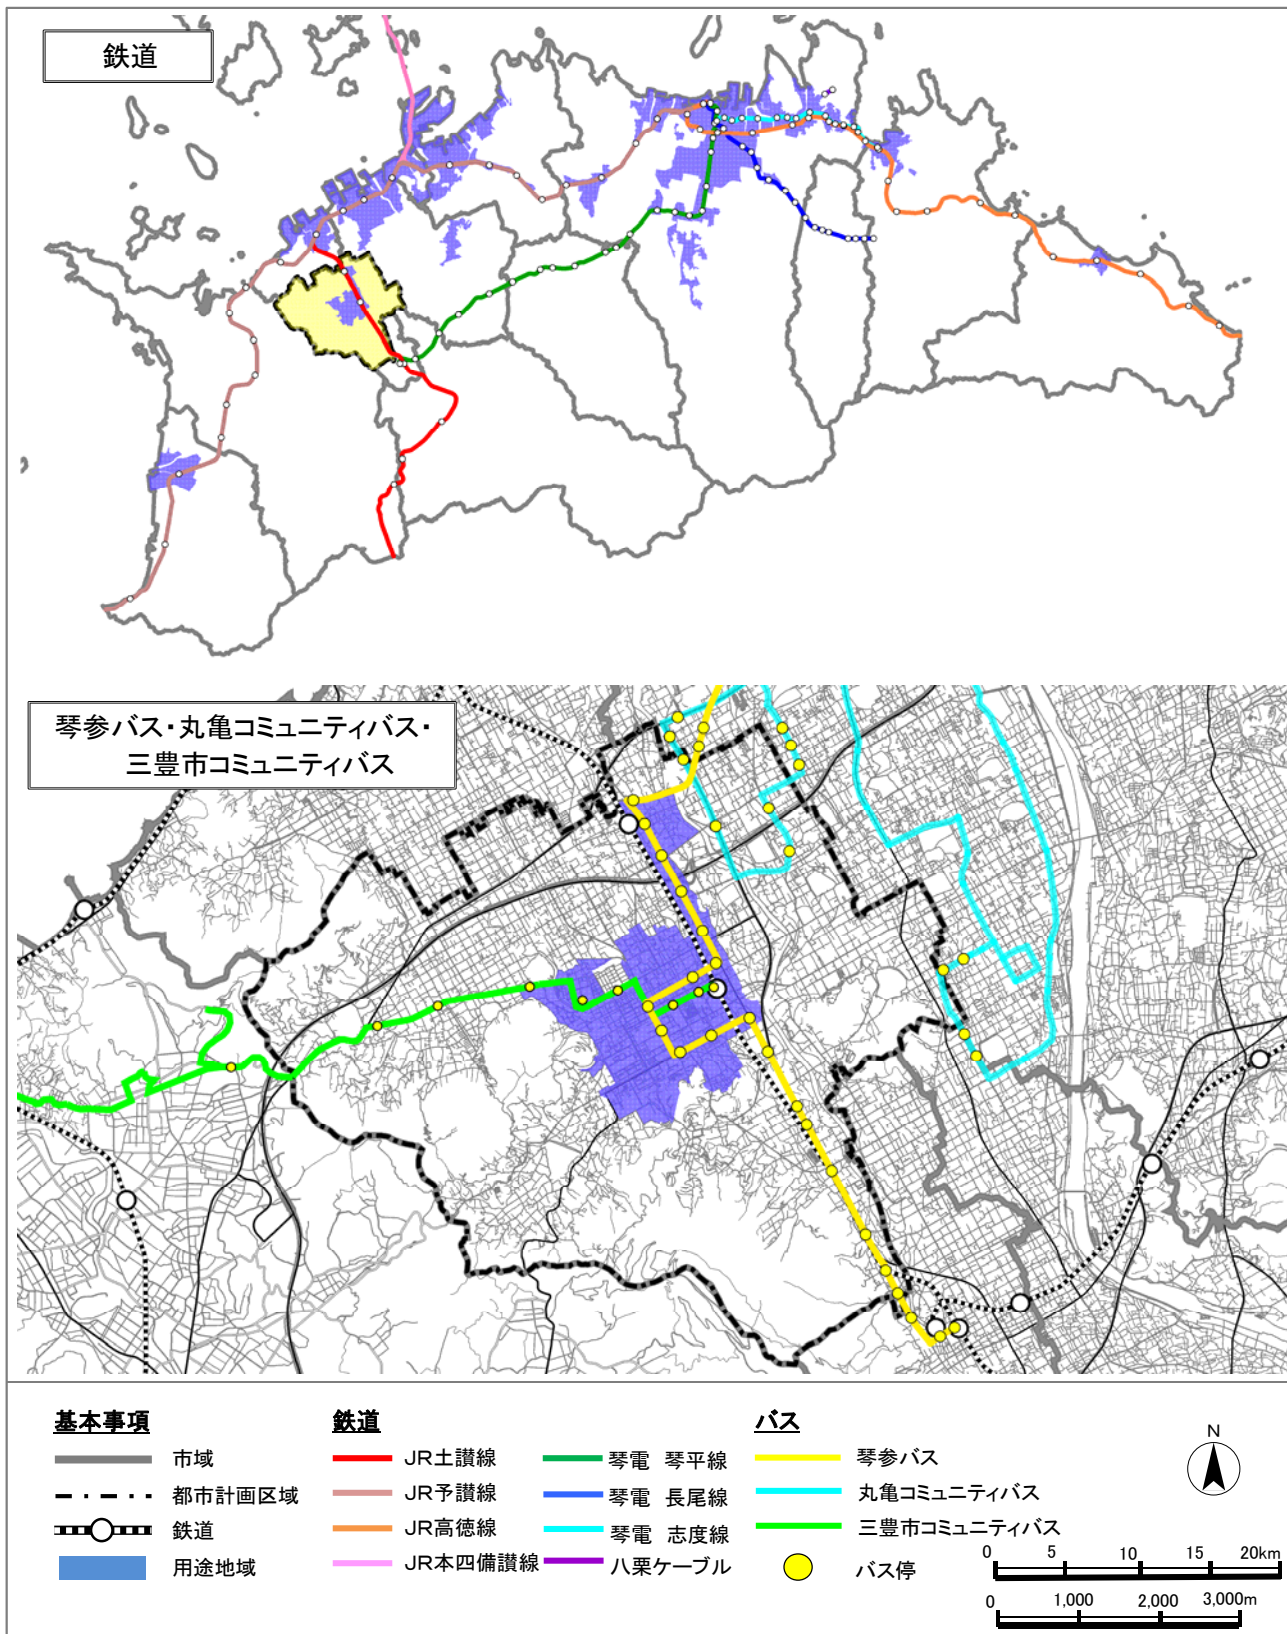 鉄道
琴参バス・丸亀コミュニティバス・
三豊市コミュニティバス
基本事項
市域
都市計画区域
鉄道
用途地域
鉄道
JR土讃線
JR予讃線
JR高徳線
JR本四備讃線
琴電 琴平線
琴電 長尾線
琴電 志度線
八栗ケーブル
バス
琴参バス
丸亀コミュニティバス
三豊市コミュニティバス
バス停
N
0 5 10 15 20km
0 1,000 2,000 3,000m